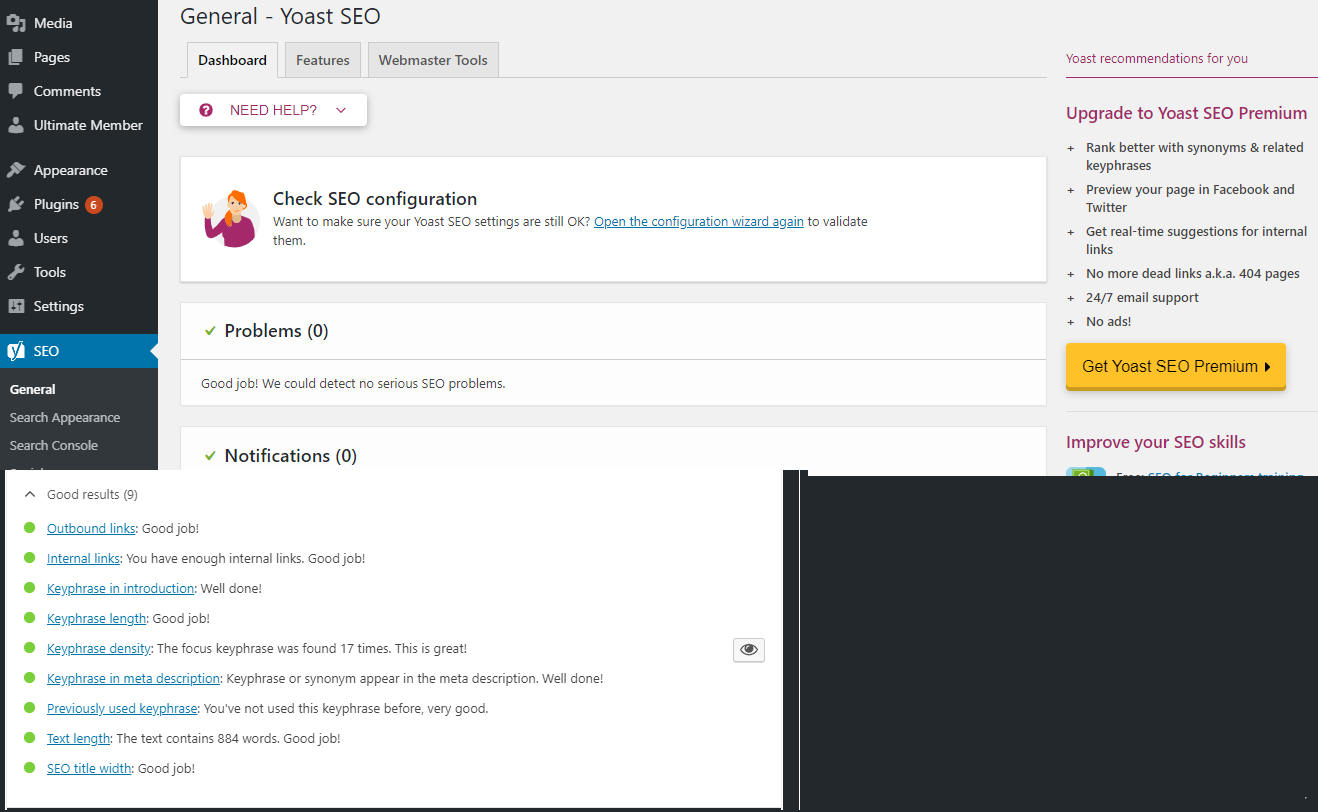 Media
Pages
Comments
Ultimate Member
Appearance
Plugins 6
Users
Tools
Settings
SEO
General
Search Appearance
Search Console
General - Yoast SEO
Dashboard
Features
Webmaster Tools
NEED HELP?
Check SEO configuration
Want to make sure your Yoast SEO settings are still OK? Open the configuration wizard again to validate
them.
Problems (0)
Good job! We could detect no serious SEO problems.
Notifications (0)
Yoast recommendations for you
Upgrade to Yoast SEO Premium
+ Rank better with synonyms & related
keyphrases
+ Preview your page in Facebook and
Twitter
+ Get real-time suggestions for internal
links
+ No more dead links a.k.a. 404 pages
+ 24/7 email support
+ No ads!
Get Yoast SEO Premium
Improve your SEO skills
Free: SEO for Beginners training
Good results (9)
Outbound links: Good job!
Internal links: You have enough internal links. Good job!
Keyphrase in introduction: Well done!
Keyphrase length: Good job!
Keyphrase density: The focus keyphrase was found 17 times. This is great!
Keyphrase in meta description: Keyphrase or synonym appear in the meta description. Well done!
Previously used keyphrase: You've not used this keyphrase before, very good.
Text length: The text contains 884 words. Good job!
SEO title width: Good job!